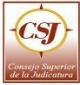 CSJ
Consejo Superior
de la Judicatura